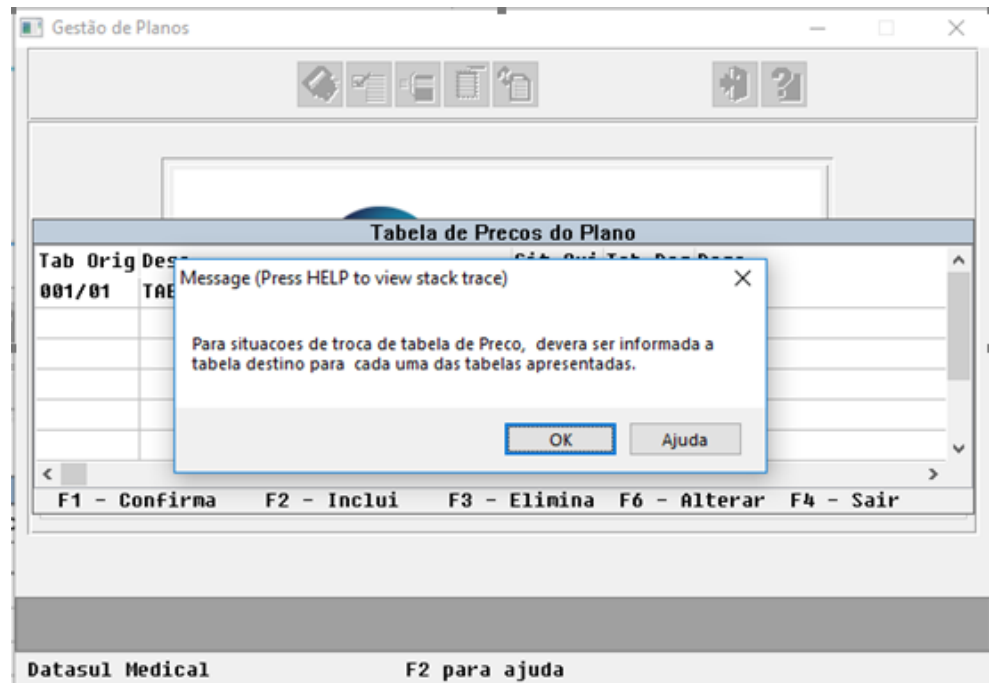 Gestão de Planos
Tabela de Precos do Plano
Tab Orig Desc
001/01 TAB
Message (Press HELP to view stack trace)
Para situacoes de troca de tabela de Preco, devera ser informada a
tabela destino para cada uma das tabelas apresentadas.
OK Ajuda
F1 - Confirma F2 - Inclui F3 - Elimina F6 - Alterar F4 - Sair
Datasul Medical F2 para ajuda